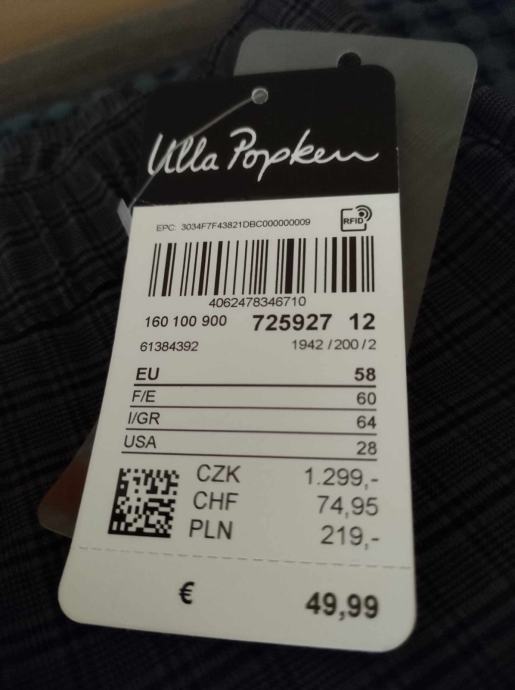 Ulla Popken
EPC: 3034F7F43821DBC000000009
RFID
4062478346710
160 100 900 725927 12
61384392 1942/200/2
EU 58
F/E 60
I/GR 64
USA 28
CZK 1.299,-
CHF 74,95
PLN 219,-
€ 49,99